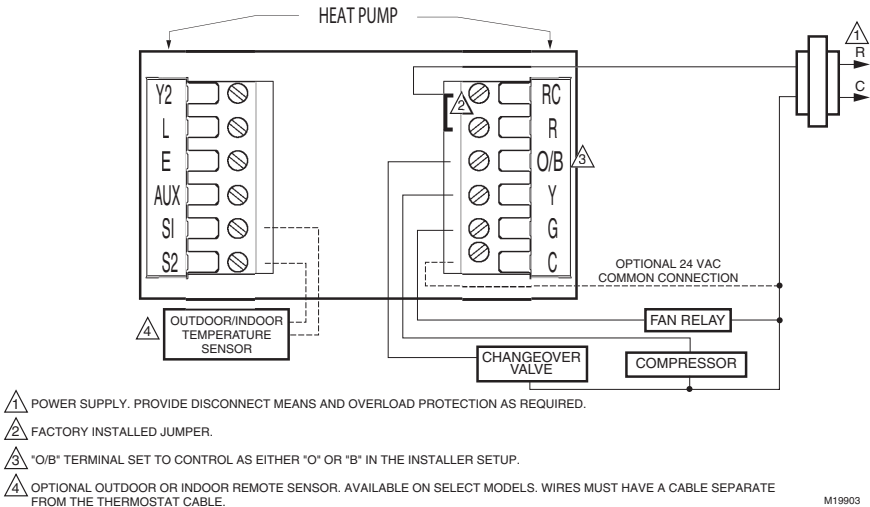 HEAT PUMP
1
R
C
Y2
L
E
AUX
S1
S2
2
RC
R
O/B
3
Y
G
C
OPTIONAL 24 VAC
COMMON CONNECTION
4
OUTDOOR/INDOOR
TEMPERATURE
SENSOR
FAN RELAY
CHANGEOVER
VALVE
COMPRESSOR
1 POWER SUPPLY. PROVIDE DISCONNECT MEANS AND OVERLOAD PROTECTION AS REQUIRED.
2 FACTORY INSTALLED JUMPER.
3 "O/B" TERMINAL SET TO CONTROL AS EITHER "O" OR "B" IN THE INSTALLER SETUP.
4 OPTIONAL OUTDOOR OR INDOOR REMOTE SENSOR. AVAILABLE ON SELECT MODELS. WIRES MUST HAVE A CABLE SEPARATE
FROM THE THERMOSTAT CABLE.
M19903